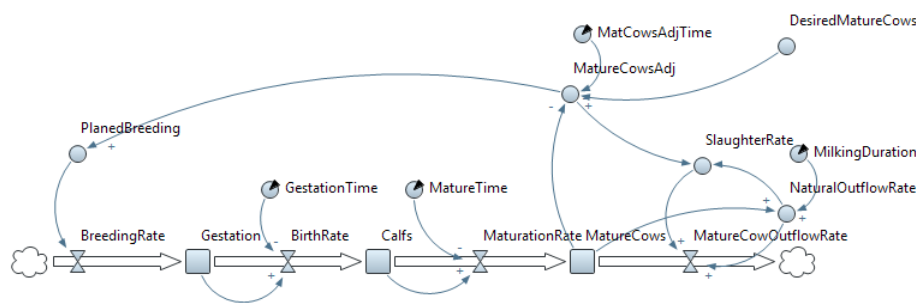 DesiredMatureCows
MatCowsAdjTime
MatureCowsAdj
PlanedBreeding
SlaughterRate
MilkingDuration
GestationTime
MatureTime
NaturalOutflowRate
BreedingRate
Gestation
BirthRate
Calfs
MaturationRate
MatureCows
MatureCowOutflowRate